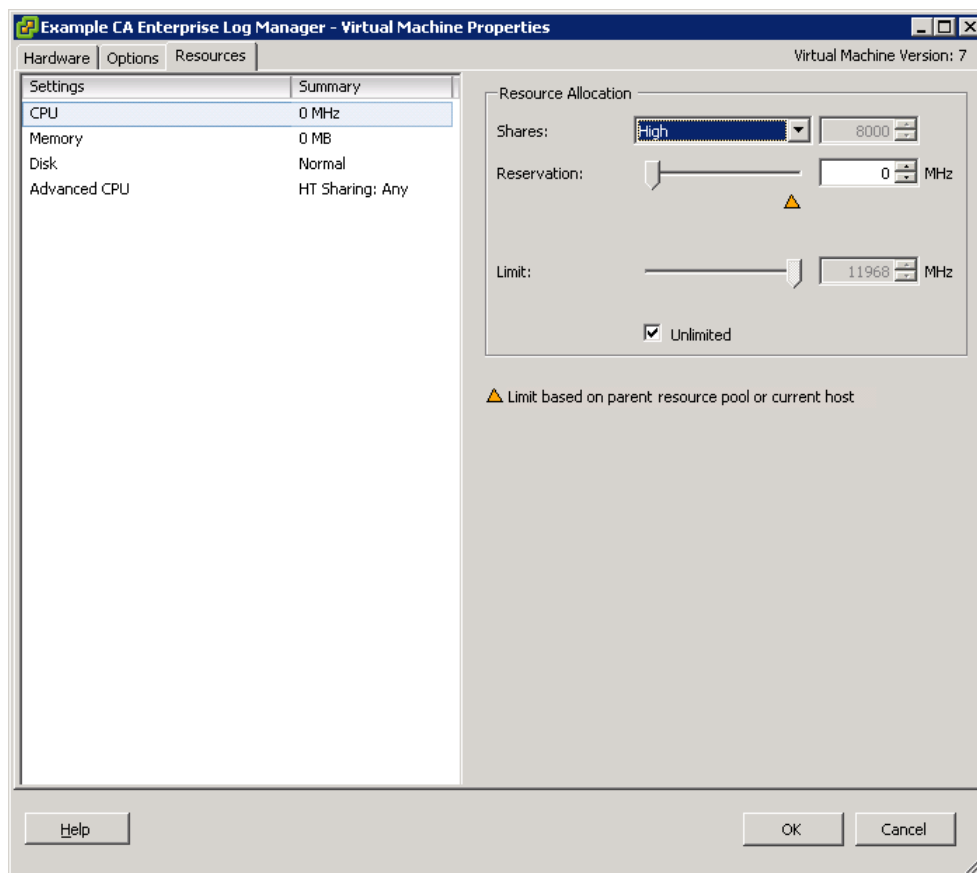 Example CA Enterprise Log Manager - Virtual Machine Properties
Hardware Options Resources Virtual Machine Version: 7
Settings Summary
CPU 0 MHz
Memory 0 MB
Disk Normal
Advanced CPU HT Sharing: Any
Resource Allocation
Shares: High 8000
Reservation: 0 MHz
Limit: 11968 MHz
Unlimited
Limit based on parent resource pool or current host
Help OK Cancel